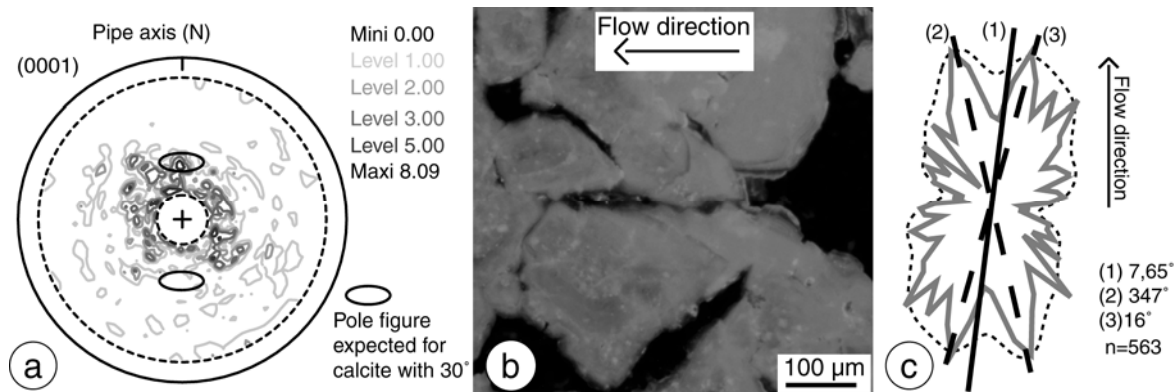 Pipe axis (N)
(0001)
Mini 0.00
Level 1.00
Level 2.00
Level 3.00
Level 5.00
Maxi 8.09
Pole figure
expected for
calcite with 30°
a
Flow direction
100 µm
b
(2)
(1)
(3)
Flow direction
(1) 7,65°
(2) 347°
(3)16°
n=563
c